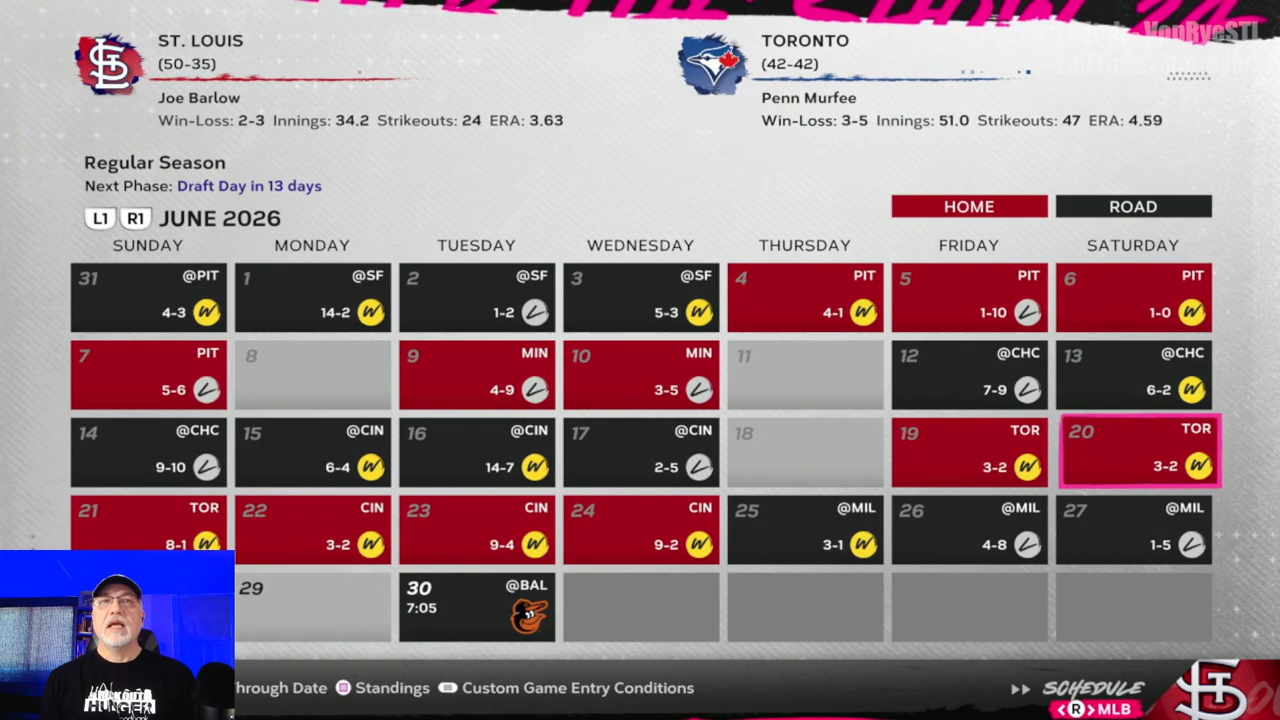 ST. LOUIS
(50-35)
Joe Barlow
Win-Loss: 2-3 Innings: 34.2 Strikeouts: 24 ERA: 3.63
TORONTO
(42-42)
Penn Murfee
Win-Loss: 3-5 Innings: 51.0 Strikeouts: 47 ERA: 4.59
Regular Season
Next Phase: Draft Day in 13 days
L1 R1 JUNE 2026
HOME ROAD
SUNDAY MONDAY TUESDAY WEDNESDAY THURSDAY FRIDAY SATURDAY
31 @PIT 1 @SF 2 @SF 3 @SF 4 PIT 5 PIT 6 PIT
4-3 W 14-2 W 1-2 L 5-3 W 4-1 W 1-10 L 1-0 W
7 PIT 8 9 MIN 10 MIN 11 12 @CHC 13 @CHC
5-6 L 4-9 L 3-5 L 7-9 L 6-2 W
14 @CHC 15 @CIN 16 @CIN 17 @CIN 18 19 TOR 20 TOR
9-10 L 6-4 W 14-7 W 2-5 L 3-2 W 3-2 W
21 TOR 22 CIN 23 CIN 24 CIN 25 @MIL 26 @MIL 27 @MIL
8-1 W 3-2 W 9-4 W 9-2 W 3-1 W 4-8 L 1-5 L
29 30 @BAL
7:05
HUNGER
hrough Date Standings Custom Game Entry Conditions
SCHEDULE
<R> MLB